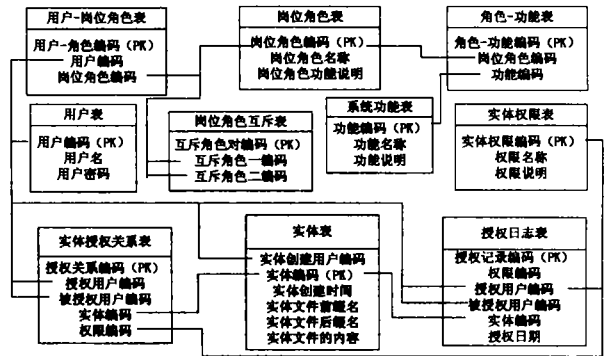 用户-岗位角色表
用户-角色编码（PK）
用户编码
岗位角色编码
岗位角色表
岗位角色编码（PK）
岗位角色名称
岗位角色功能说明
角色-功能表
角色-功能编码（PK）
岗位角色编码
功能编码
用户表
用户编码（PK）
用户名
用户密码
岗位角色互斥表
互斥角色对编码（PK）
互斥角色一编码
互斥角色二编码
系统功能表
功能编码（PK）
功能名称
功能说明
实体权限表
实体权限编码（PK）
权限名称
权限说明
实体授权关系表
授权关系编码（PK）
授权用户编码
被授权用户编码
实体编码
权限编码
实体表
实体创建用户编码
实体编码（PK）
实体创建时间
实体文件前缀名
实体文件后缀名
实体文件的内容
授权日志表
授权记录编码（PK）
权限编码
授权用户编码
被授权用户编码
实体编码
授权日期